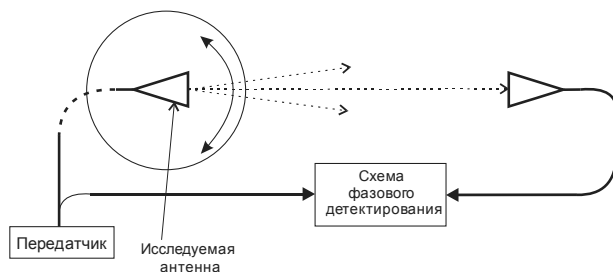 Схема
фазового
детектирования
Передатчик
Исследуемая
антенна